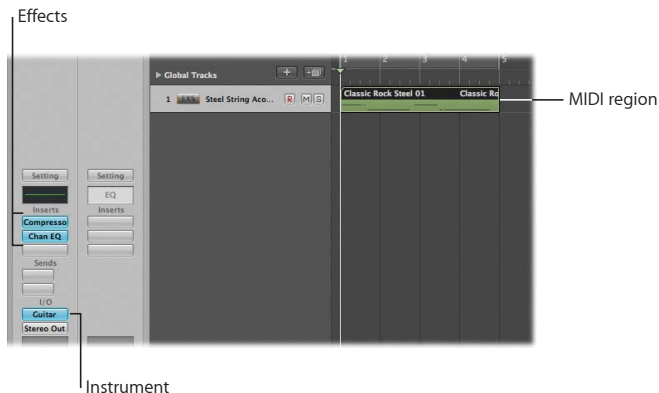 Effects
1 2 3 4 5
Global Tracks
1 Steel String Aco... R M S
Classic Rock Steel 01 Classic Ro
MIDI region
Setting Setting
EQ
Inserts Inserts
Compresso
Chan EQ
Sends
I/O
Guitar
Stereo Out
Instrument